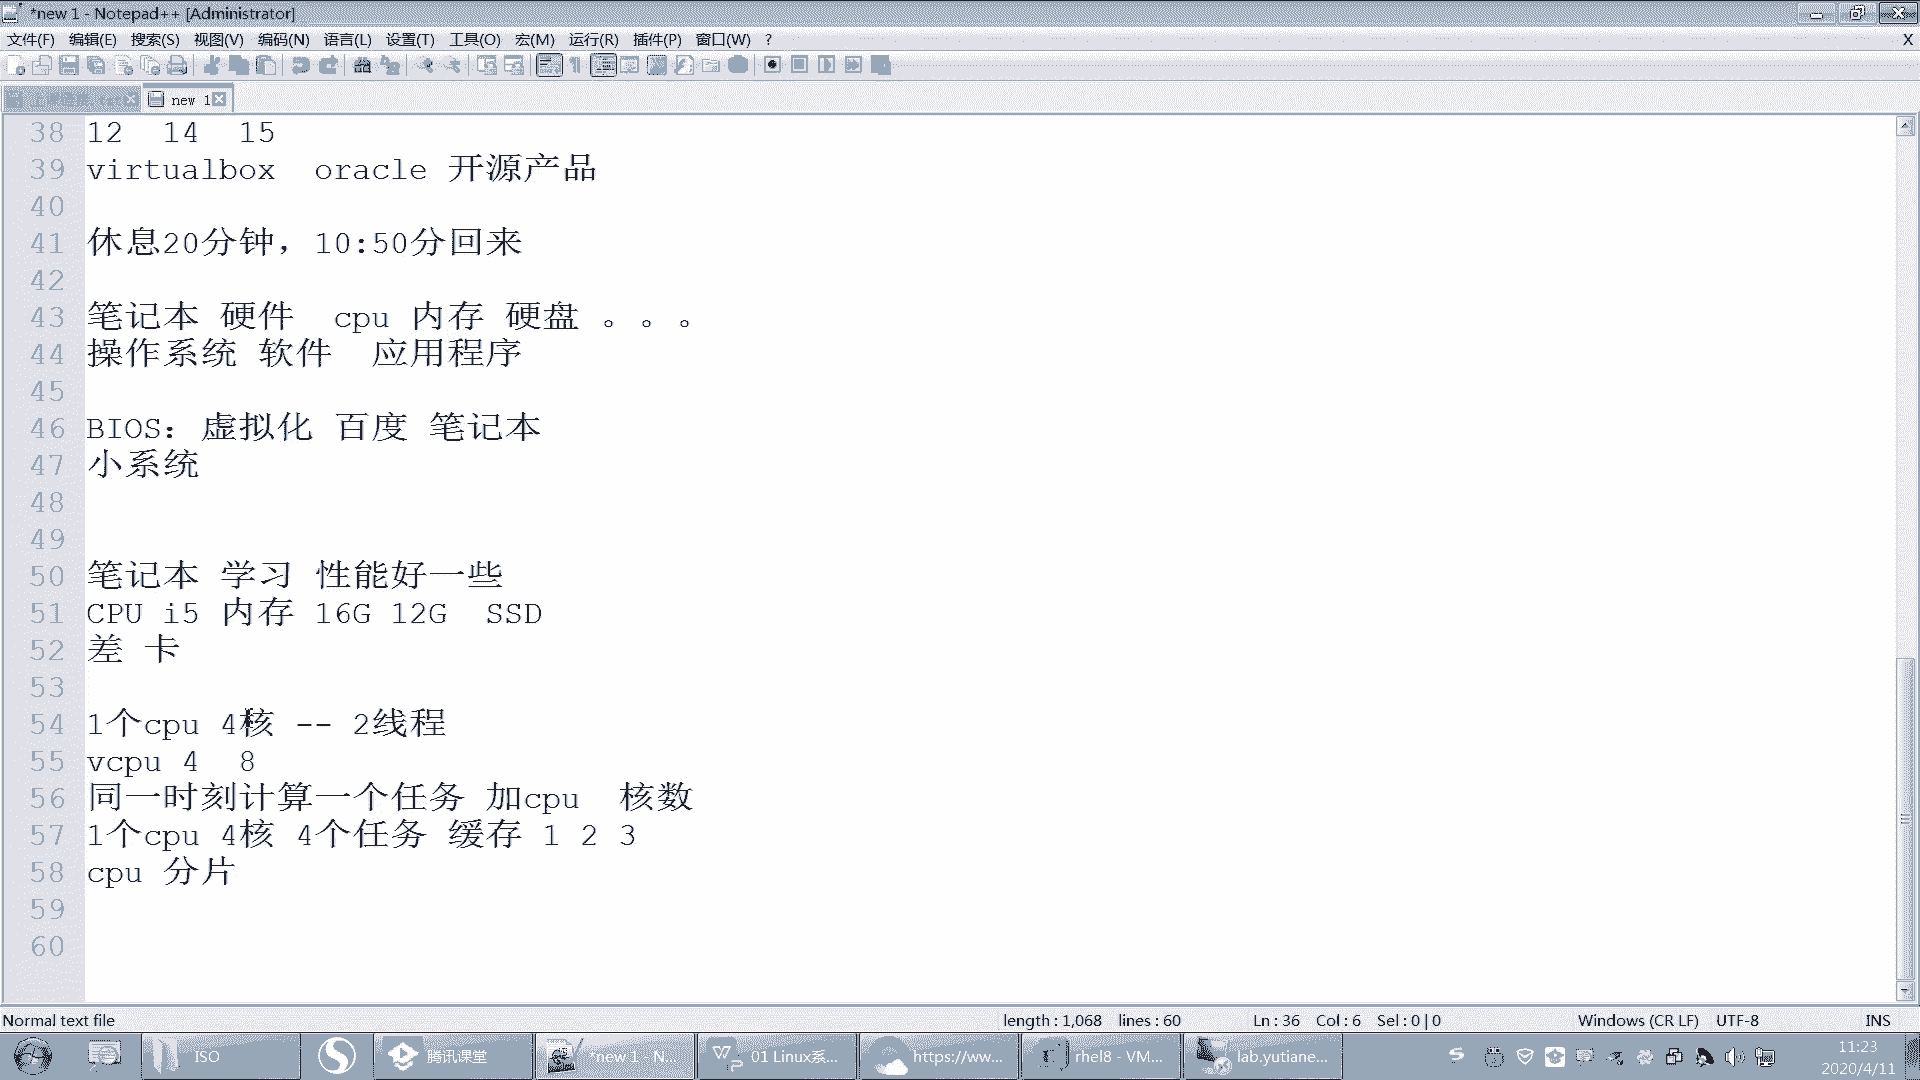 *new 1 - Notepad++ [Administrator]
文件(F) 编辑(E) 搜索(S) 视图(V) 编码(N) 语言(L) 设置(T) 工具(O) 宏(M) 运行(R) 插件(P) 窗口(W) ? X
new 1
38 12 14 15
39 virtualbox oracle 开源产品
40
41 休息20分钟，10:50分回来
42
43 笔记本 硬件 cpu 内存 硬盘 。。。
44 操作系统 软件 应用程序
45
46 BIOS：虚拟化 百度 笔记本
47 小系统
48
49
50 笔记本 学习 性能好一些
51 CPU i5 内存 16G 12G SSD
52 差 卡
53
54 1个cpu 4核 -- 2线程
55 vcpu 4 8
56 同一时刻计算一个任务 加cpu 核数
57 1个cpu 4核 4个任务 缓存 1 2 3
58 cpu 分片
59
60
Normal text file length : 1,068 lines : 60 Ln : 36 Col : 6 Sel : 0 | 0 Windows (CR LF) UTF-8 INS
ISO 腾讯课堂 *new 1 - N... 01 Linux系... https://ww... rhel8 - VM... lab.yutiane... 11:23
2020/4/11